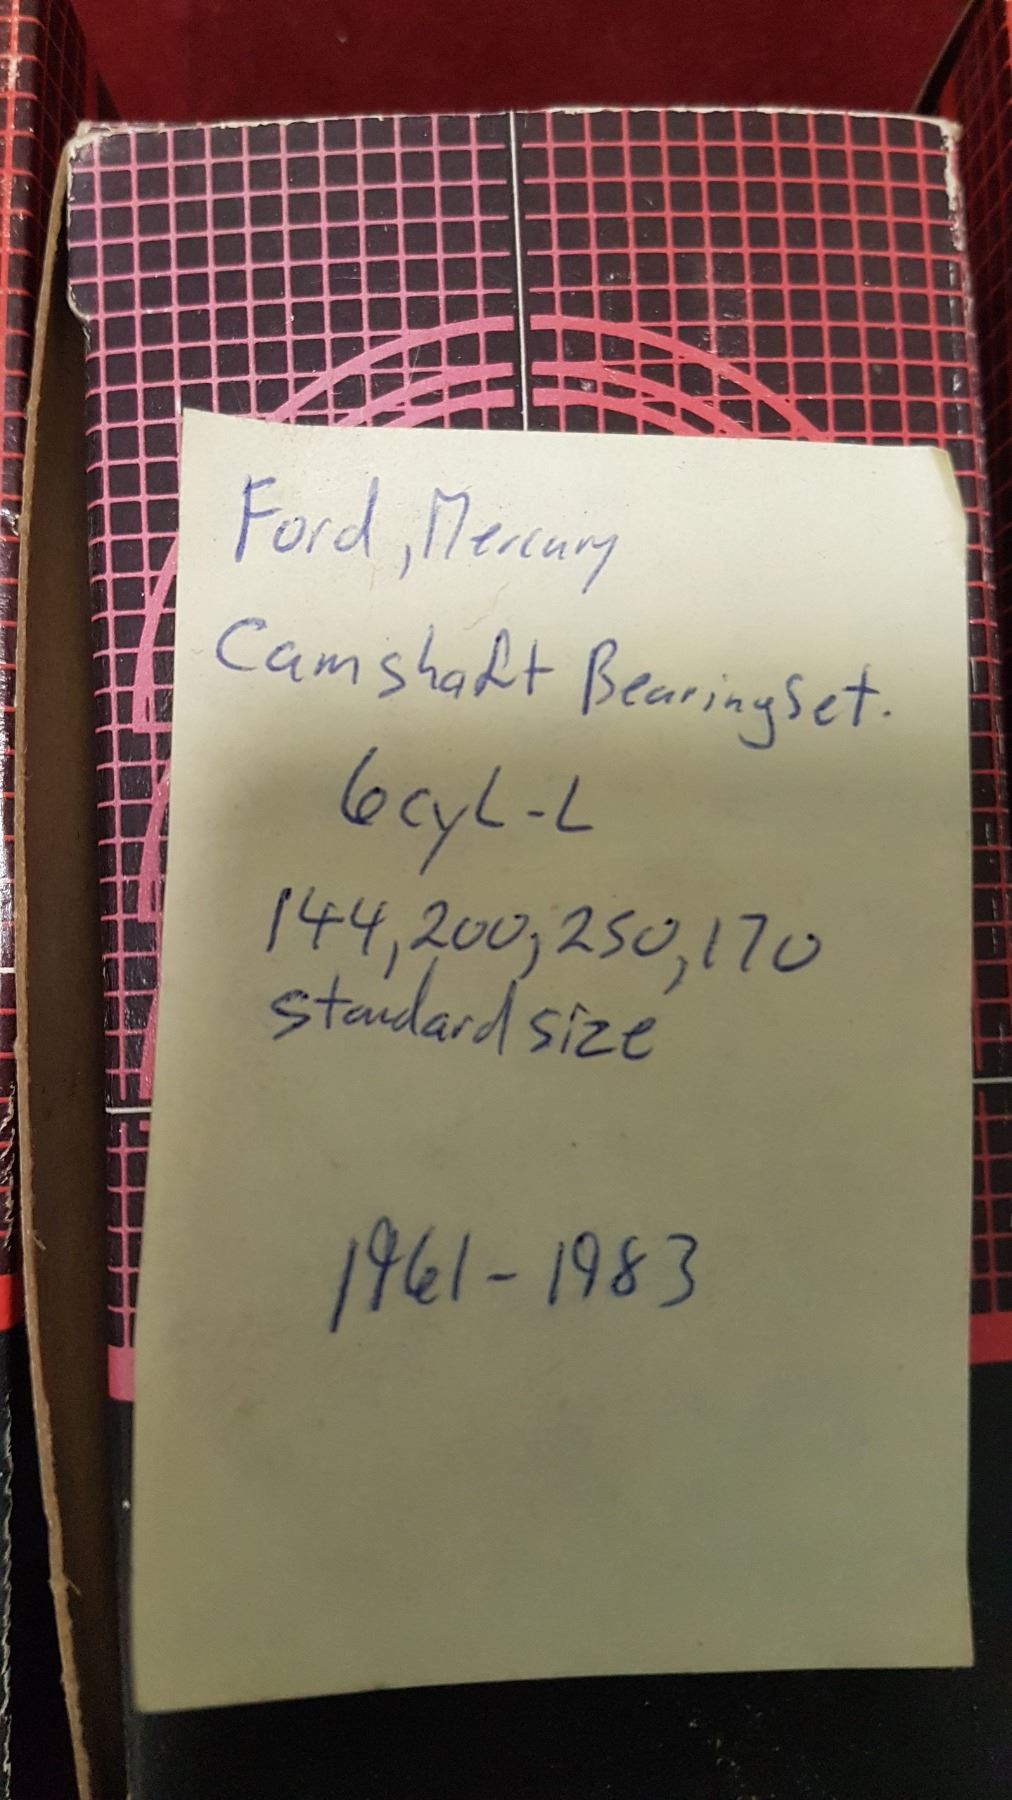 Ford, Mercury
Camshaft Bearing Set.
6cyL-L
144, 200, 250, 170
standard size
1961-1983